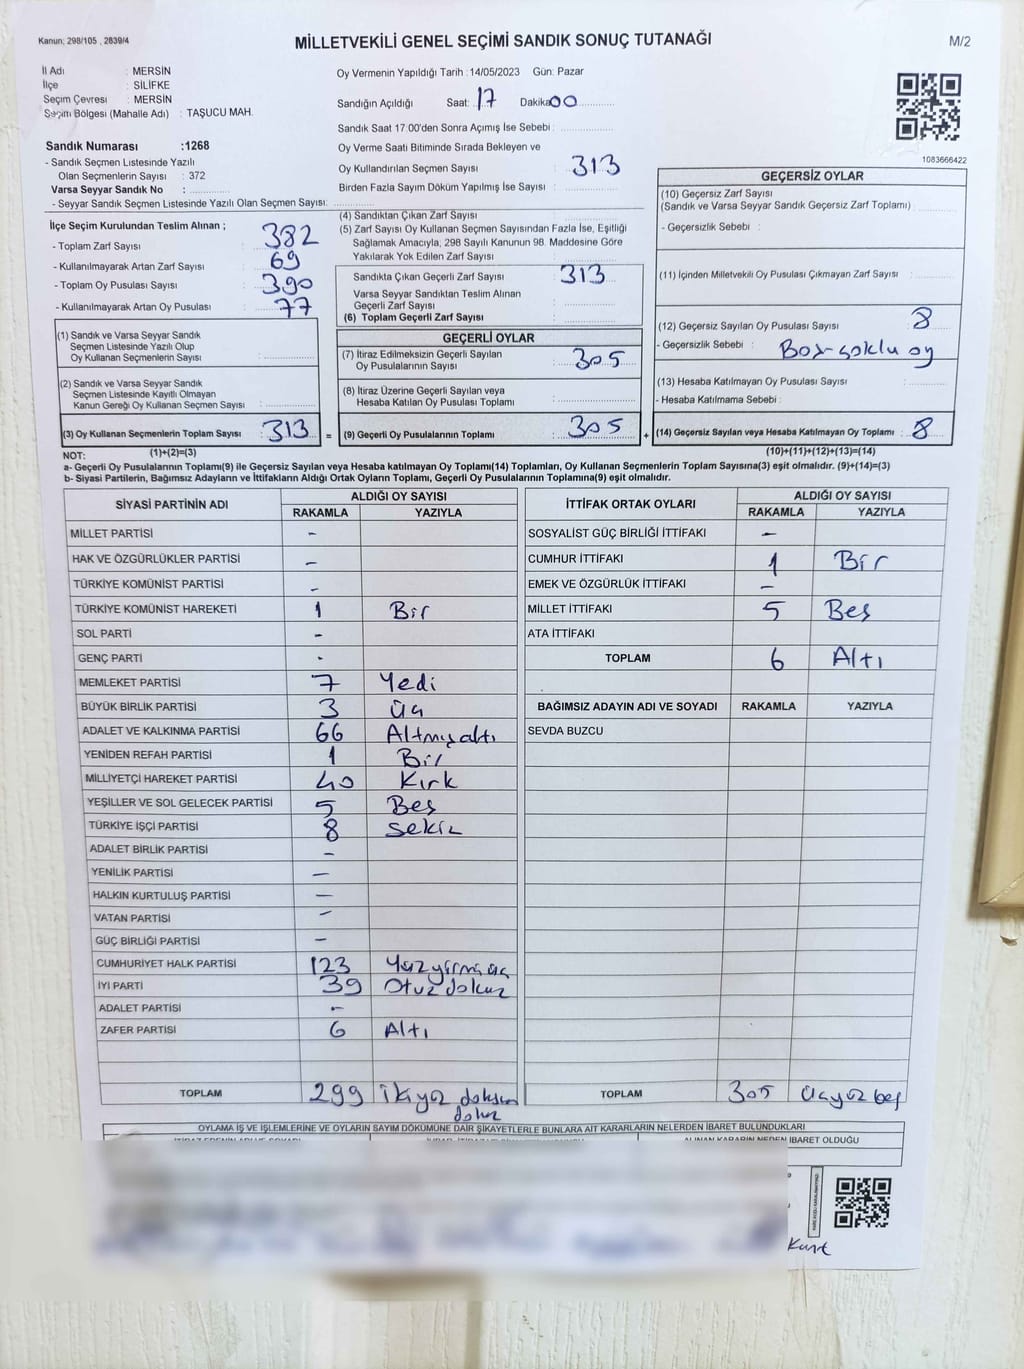 Kanun: 298/105 , 2839/4
MİLLETVEKİLİ GENEL SEÇİMİ SANDIK SONUÇ TUTANAĞI
M/2
İl Adı : MERSİN
İlçe : SİLİFKE
Seçim Çevresi : MERSİN
Seçim Bölgesi (Mahalle Adı) : TAŞUCU MAH.
Oy Vermenin Yapıldığı Tarih :14/05/2023 Gün: Pazar
Sandığın Açıldığı Saat: 17 Dakika 00
Sandık Saat 17:00'den Sonra Açımış İse Sebebi :
Sandık Numarası :1268
- Sandık Seçmen Listesinde Yazılı
Olan Seçmenlerin Sayısı : 372
Varsa Seyyar Sandık No :
- Seyyar Sandık Seçmen Listesinde Yazılı Olan Seçmen Sayısı:
Oy Verme Saati Bitiminde Sırada Bekleyen ve
Oy Kullandırılan Seçmen Sayısı : 313
Birden Fazla Sayım Döküm Yapılmış İse Sayısı :
1083666422
İlçe Seçim Kurulundan Teslim Alınan ;
- Toplam Zarf Sayısı : 382
- Kullanılmayarak Artan Zarf Sayısı : 69
- Toplam Oy Pusulası Sayısı : 390
- Kullanılmayarak Artan Oy Pusulası : 77
(1) Sandık ve Varsa Seyyar Sandık
Seçmen Listesinde Yazılı Olup
Oy Kullanan Seçmenlerin Sayısı :
(2) Sandık ve Varsa Seyyar Sandık
Seçmen Listesinde Kayıtlı Olmayan
Kanun Gereği Oy Kullanan Seçmen Sayısı :
(3) Oy Kullanan Seçmenlerin Toplam Sayısı : 313 =
(4) Sandıktan Çıkan Zarf Sayısı :
(5) Zarf Sayısı Oy Kullanan Seçmen Sayısından Fazla İse, Eşitliği
Sağlamak Amacıyla, 298 Sayılı Kanunun 98. Maddesine Göre
Yakılarak Yok Edilen Zarf Sayısı :
Sandıkta Çıkan Geçerli Zarf Sayısı : 313
Varsa Seyyar Sandıktan Teslim Alınan
Geçerli Zarf Sayısı :
(6) Toplam Geçerli Zarf Sayısı :
GEÇERLİ OYLAR
(7) İtiraz Edilmeksizin Geçerli Sayılan
Oy Pusulalarının Sayısı : 305
(8) İtiraz Üzerine Geçerli Sayılan veya
Hesaba Katılan Oy Pusulası Toplamı :
(9) Geçerli Oy Pusulalarının Toplamı : 305 +
GEÇERSİZ OYLAR
(10) Geçersiz Zarf Sayısı
(Sandık ve Varsa Seyyar Sandık Geçersiz Zarf Toplamı) :
- Geçersizlik Sebebi :
(11) İçinden Milletvekili Oy Pusulası Çıkmayan Zarf Sayısı :
(12) Geçersiz Sayılan Oy Pusulası Sayısı : 8
- Geçersizlik Sebebi : oy
(13) Hesaba Katılmayan Oy Pusulası Sayısı :
- Hesaba Katılmama Sebebi :
(14) Geçersiz Sayılan veya Hesaba Katılmayan Oy Toplamı : 8
NOT: (1)+(2)=(3) (10)+(11)+(12)+(13)=(14)
a- Geçerli Oy Pusulalarının Toplamı(9) ile Geçersiz Sayılan veya Hesaba katılmayan Oy Toplamı(14) Toplamları, Oy Kullanan Seçmenlerin Toplam Sayısına(3) eşit olmalıdır. (9)+(14)=(3)
b- Siyasi Partilerin, Bağımsız Adayların ve İttifakların Aldığı Ortak Oyların Toplamı, Geçerli Oy Pusulalarının Toplamına(9) eşit olmalıdır.
SİYASİ PARTİNİN ADI ALDIĞI OY SAYISI
RAKAMLA YAZIYLA
MİLLET PARTİSİ -
HAK VE ÖZGÜRLÜKLER PARTİSİ -
TÜRKİYE KOMÜNİST PARTİSİ -
TÜRKİYE KOMÜNİST HAREKETİ 1 Bir
SOL PARTİ -
GENÇ PARTİ -
MEMLEKET PARTİSİ 7 Yedi
BÜYÜK BİRLİK PARTİSİ 3 Üç
ADALET VE KALKINMA PARTİSİ 66 Altmışaltı
YENİDEN REFAH PARTİSİ 1 Bir
MİLLİYETÇİ HAREKET PARTİSİ 40 Kırk
YEŞİLLER VE SOL GELECEK PARTİSİ 5 Beş
TÜRKİYE İŞÇİ PARTİSİ 8 Sekiz
ADALET BİRLİK PARTİSİ -
YENİLİK PARTİSİ -
HALKIN KURTULUŞ PARTİSİ -
VATAN PARTİSİ -
GÜÇ BİRLİĞİ PARTİSİ -
CUMHURİYET HALK PARTİSİ 123 Yüzyirmiüç
İYİ PARTİ 39 Otuzdokuz
ADALET PARTİSİ -
ZAFER PARTİSİ 6 Altı
TOPLAM 299 ikiyüz doksan
dokuz
İTTİFAK ORTAK OYLARI ALDIĞI OY SAYISI
RAKAMLA YAZIYLA
SOSYALİST GÜÇ BİRLİĞİ İTTİFAKI -
CUMHUR İTTİFAKI 1 Bir
EMEK VE ÖZGÜRLÜK İTTİFAKI -
MİLLET İTTİFAKI 5 Beş
ATA İTTİFAKI
TOPLAM 6 Altı
BAĞIMSIZ ADAYIN ADI VE SOYADI RAKAMLA YAZIYLA
SEVDA BUZCU
TOPLAM 305 üçyüz beş
OYLAMA İŞ VE İŞLEMLERİNE VE OYLARIN SAYIM DÖKÜMÜNE DAİR ŞİKAYETLERLE BUNLARA AİT KARARLARIN NELERDEN İBARET BULUNDUKLARI
ALINAN KARARIN NEDEN İBARET OLDUĞU
Kurt